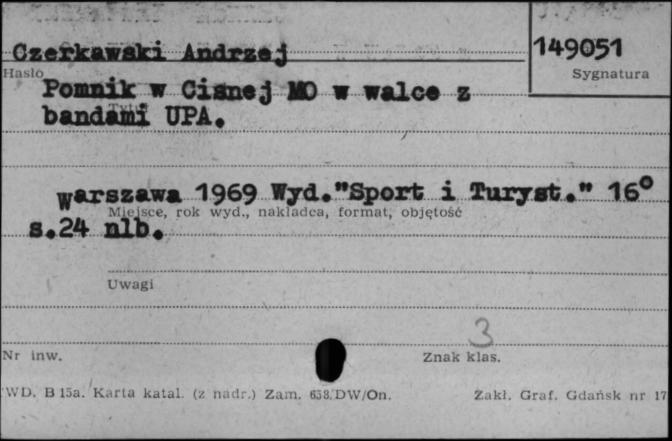 Czerkawski Andrzej
149051
Hasło
Sygnatura
Pomnik w Cisnej MO w walce z
Tytuł
bandami UPA.
Warszawa 1969 Wyd."Sport i Turyst." 16°
Miejsce, rok wyd., nakładca, format, objętość
s.24 nlb.
Uwagi
3
Nr inw.
Znak klas.
WD. B 15a. Karta katal. (z nadr.) Zam. 658/DW/On.
Zakł. Graf. Gdańsk nr 17